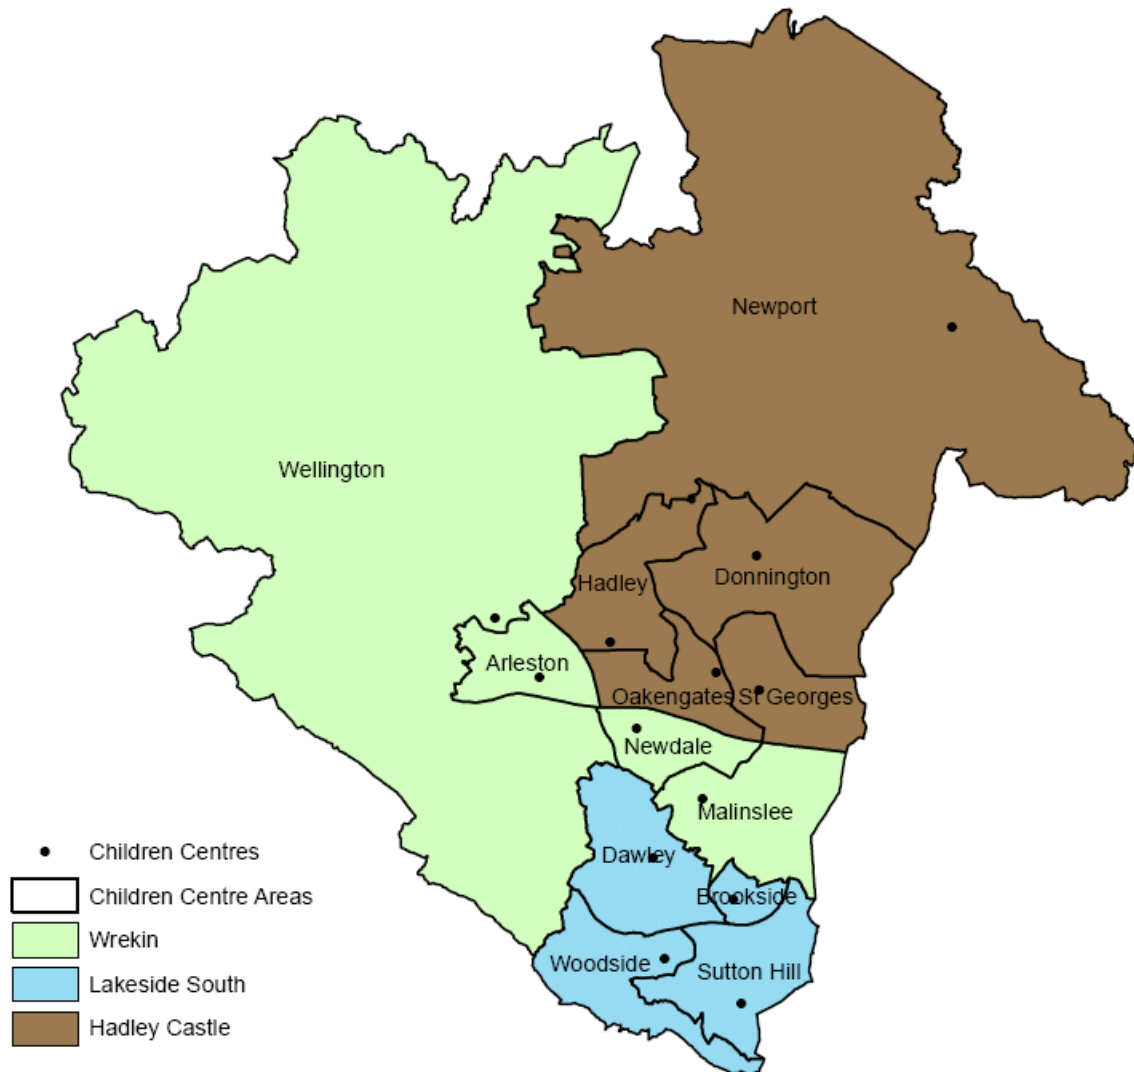 Newport
Wellington
Hadley
Donnington
Arleston
Oakengates
St Georges
Newdale
Malinslee
Dawley
Brookside
Woodside
Sutton Hill
Children Centres
Children Centre Areas
Wrekin
Lakeside South
Hadley Castle